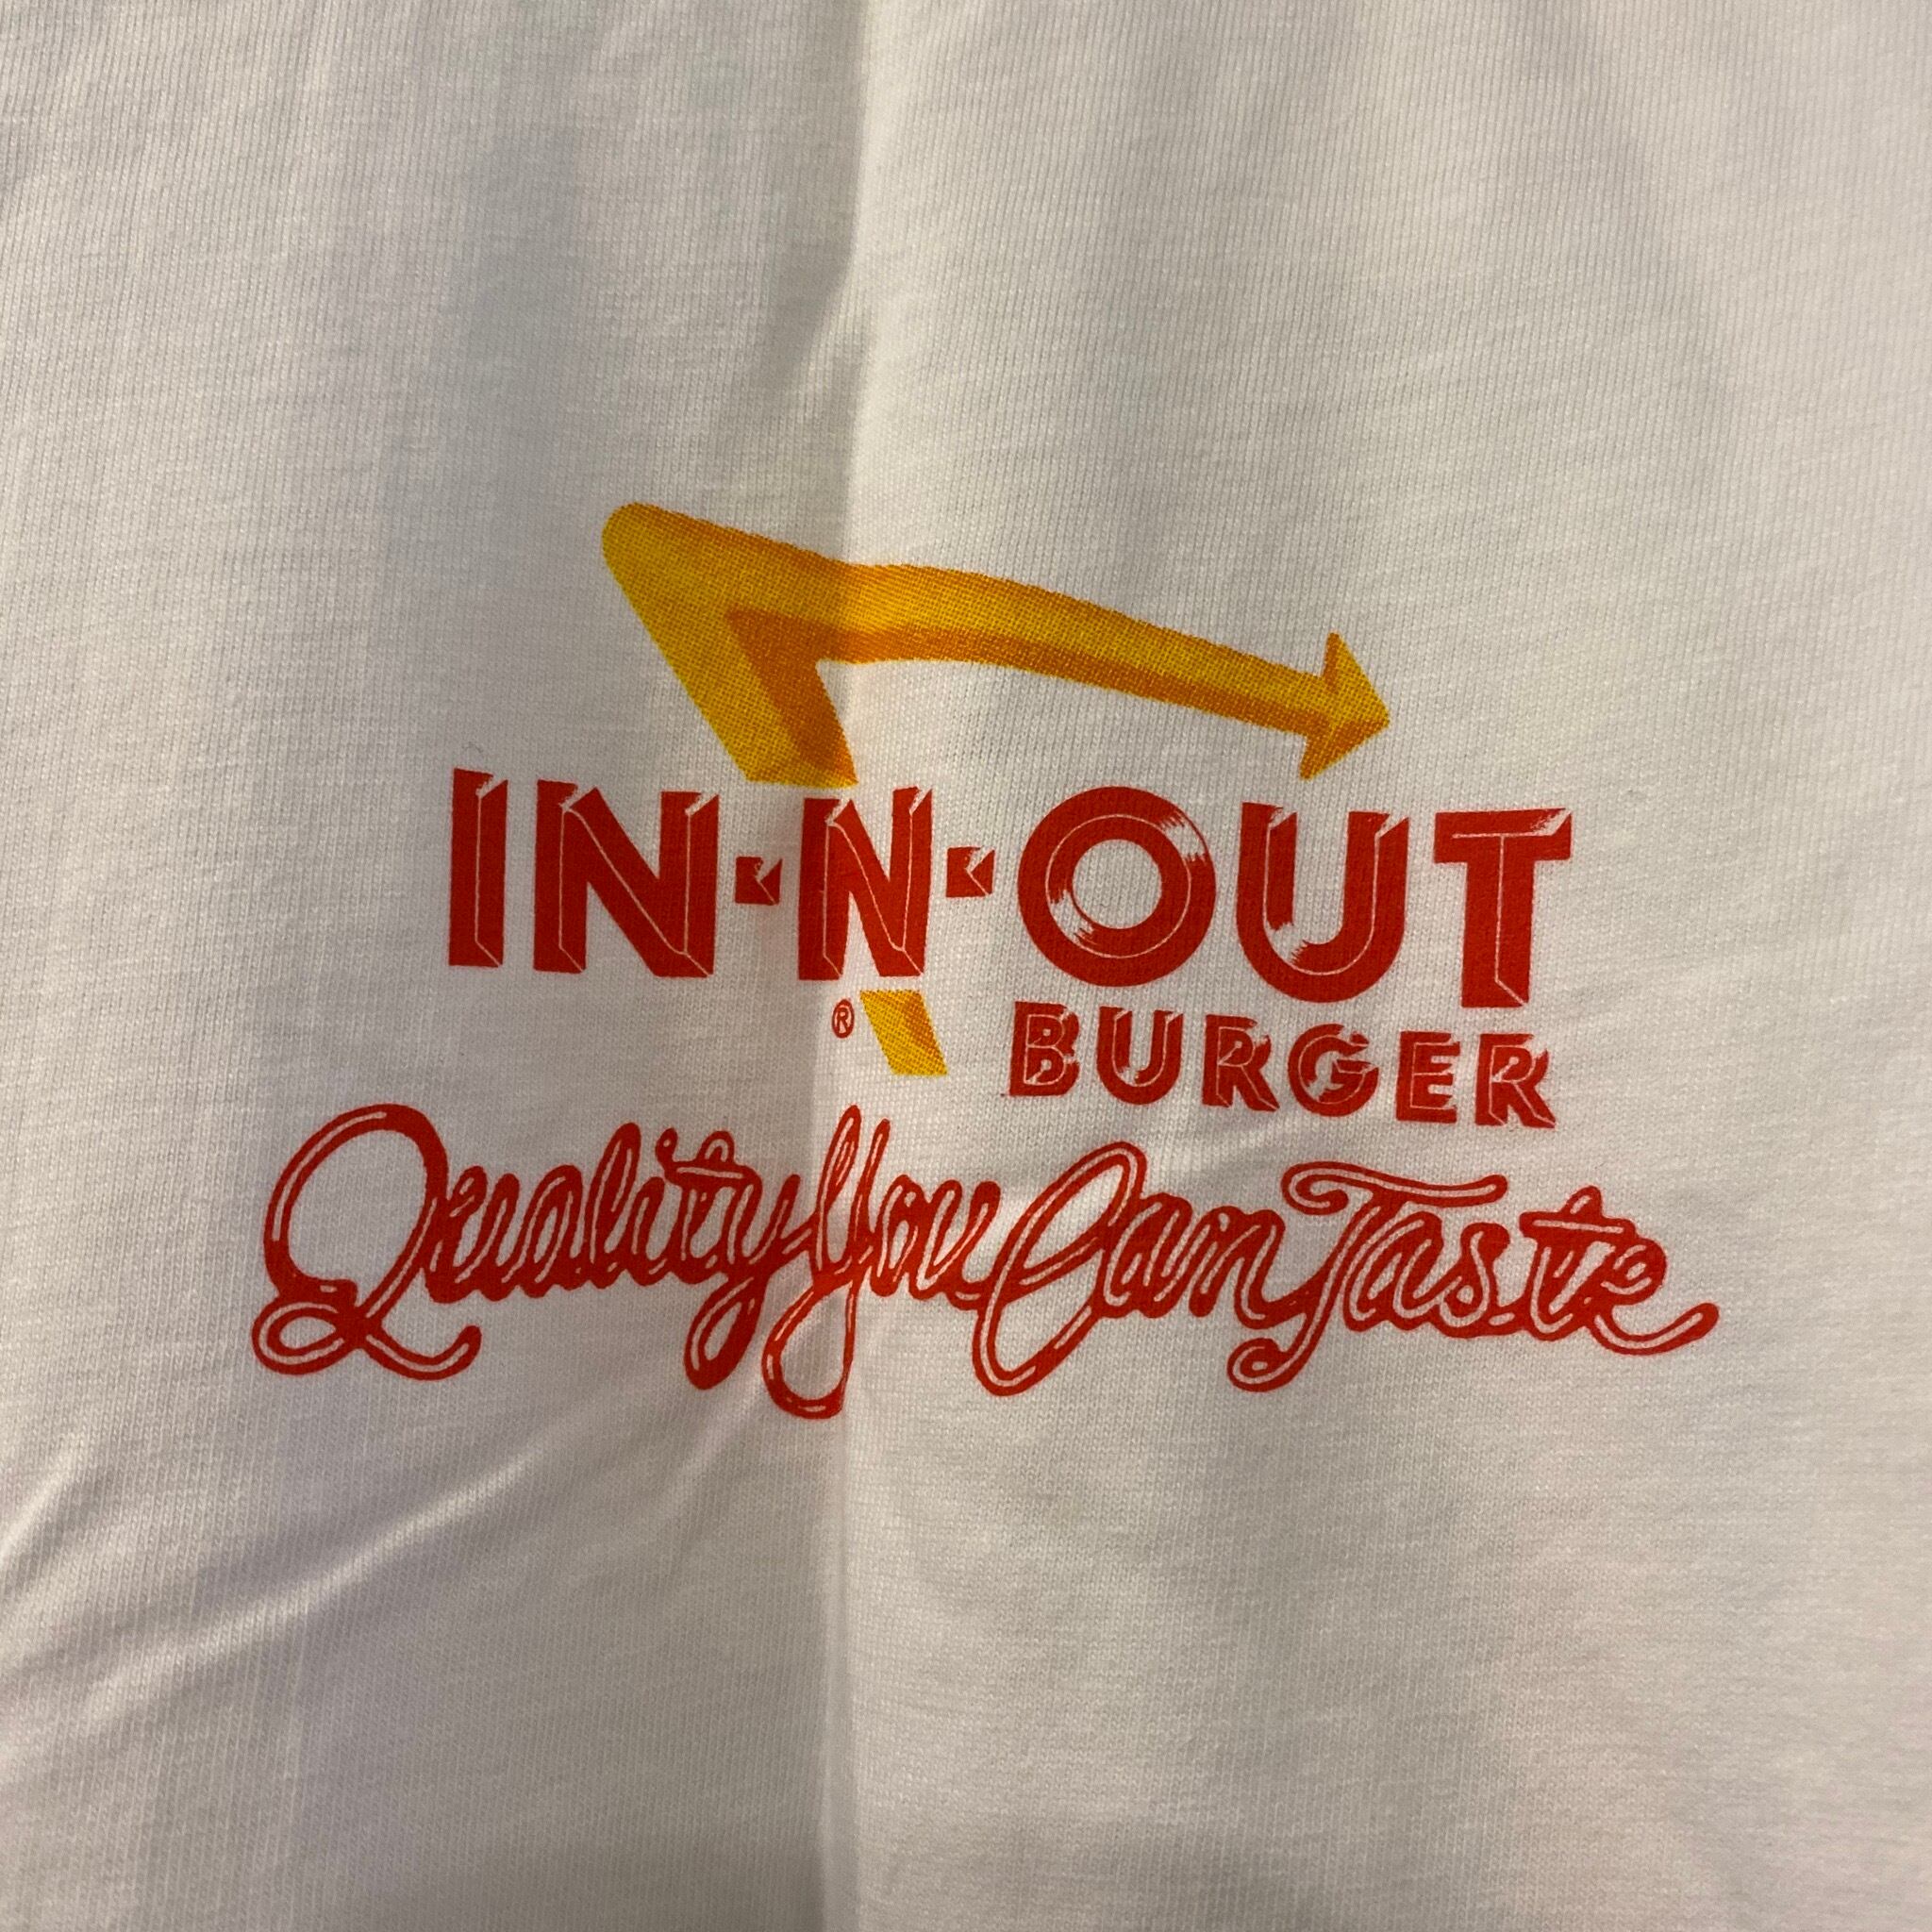 IN-N-OUT
®
BURGER
Quality You Can Taste